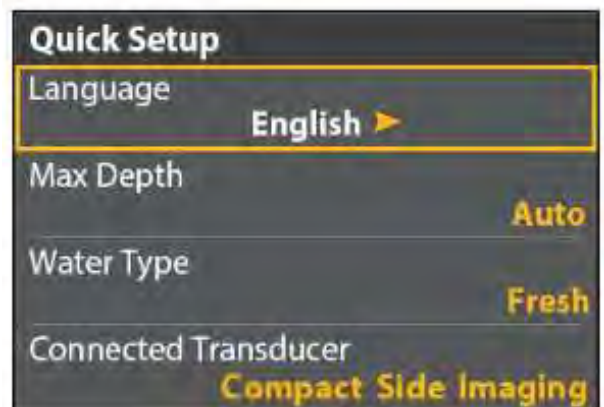 Quick Setup
Language
English
Max Depth
Auto
Water Type
Fresh
Connected Transducer
Compact Side Imaging